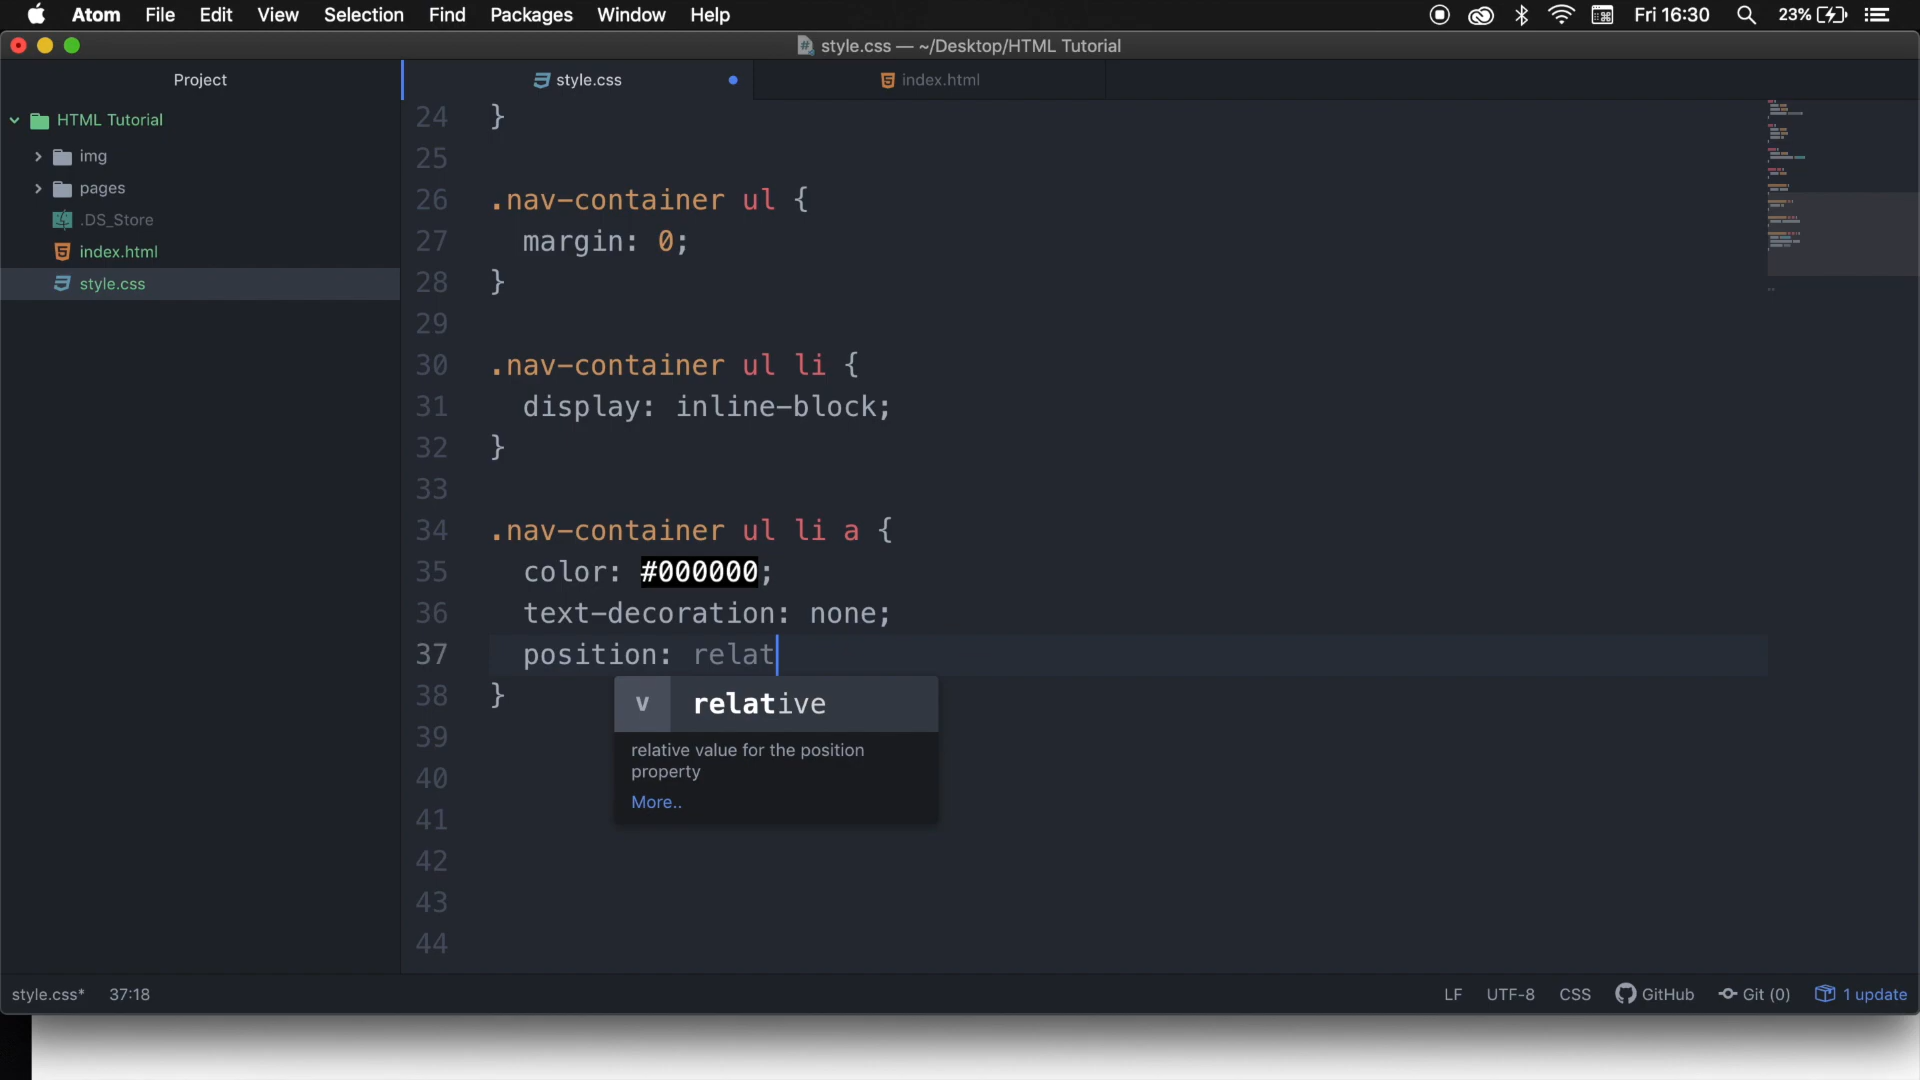 Atom File Edit View Selection Find Packages Window Help Fri 16:30 23%
style.css — ~/Desktop/HTML Tutorial
Project style.css index.html
HTML Tutorial
img
pages
.DS_Store
index.html
style.css
24 }
25
26 .nav-container ul {
27 margin: 0;
28 }
29
30 .nav-container ul li {
31 display: inline-block;
32 }
33
34 .nav-container ul li a {
35 color: #000000;
36 text-decoration: none;
37 position: relat
38 }
39
40
41
42
43
44
v relative
relative value for the position
property
More..
style.css* 37:18 LF UTF-8 CSS GitHub Git (0) 1 update